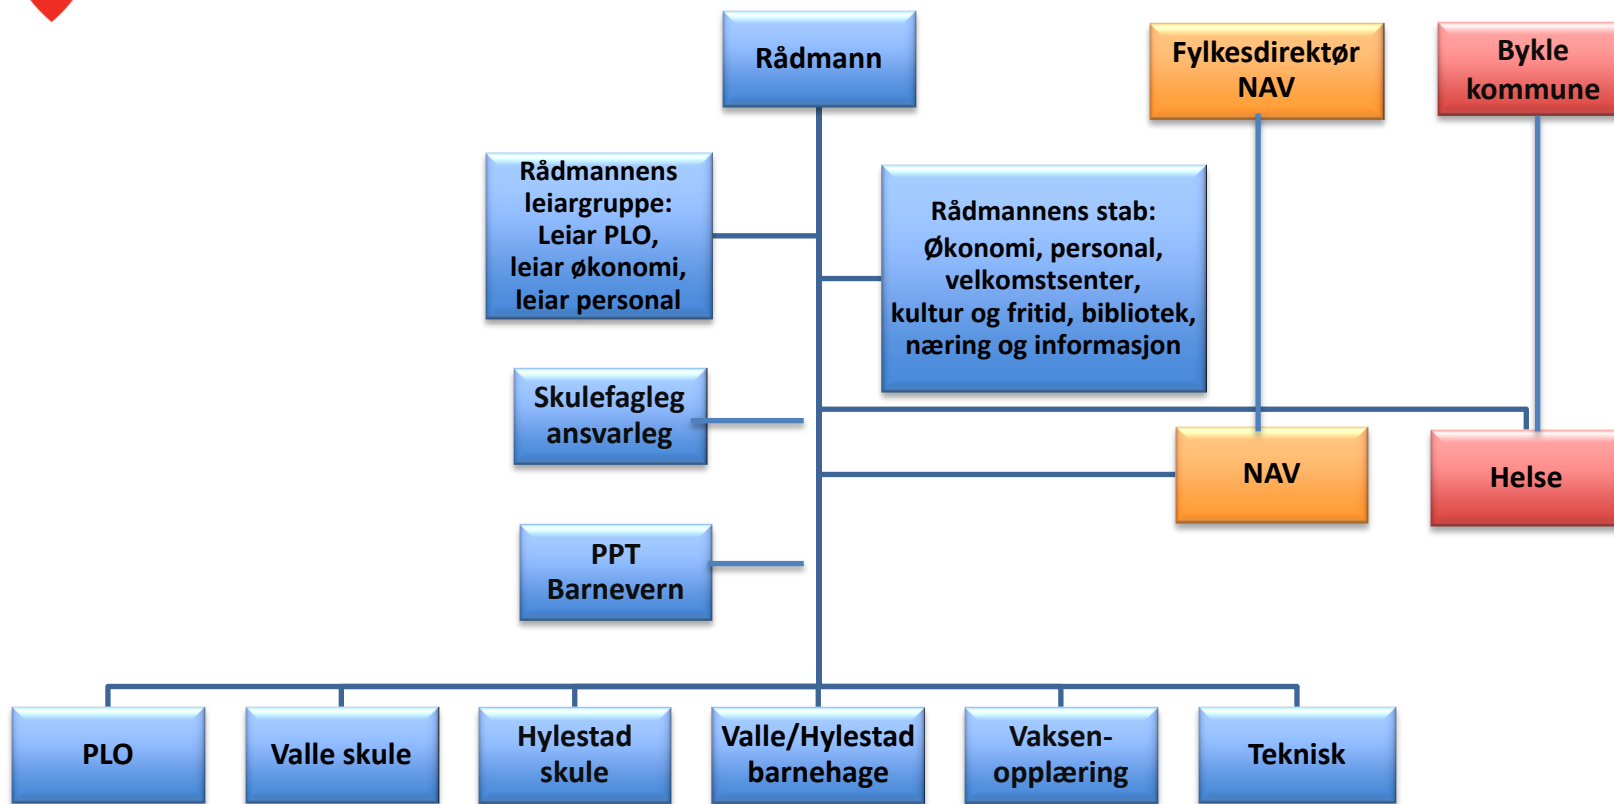 Rådmann
Fylkesdirektør
NAV
Bykle
kommune
Rådmannens
leiargruppe:
Leiar PLO,
leiar økonomi,
leiar personal
Rådmannens stab:
Økonomi, personal,
velkomstsenter,
kultur og fritid, bibliotek,
næring og informasjon
Skulefagleg
ansvarleg
NAV
Helse
PPT
Barnevern
PLO
Valle skule
Hylestad
skule
Valle/Hylestad
barnehage
Vaksen-
opplæring
Teknisk